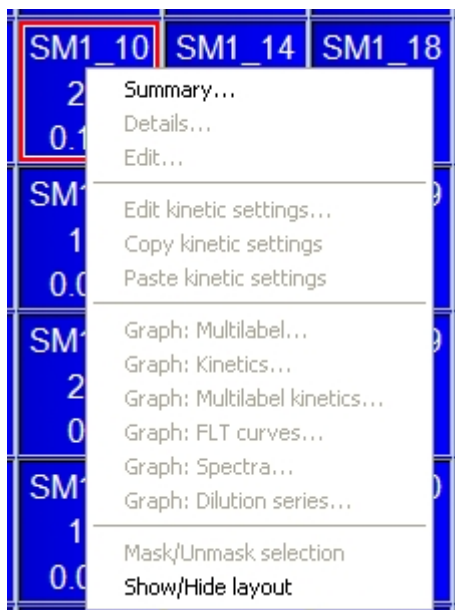 SM1_10 SM1_14 SM1_18
Summary...
Details...
Edit...
Edit kinetic settings...
Copy kinetic settings
Paste kinetic settings
Graph: Multilabel...
Graph: Kinetics...
Graph: Multilabel kinetics...
Graph: FLT curves...
Graph: Spectra...
Graph: Dilution series...
Mask/Unmask selection
Show/Hide layout